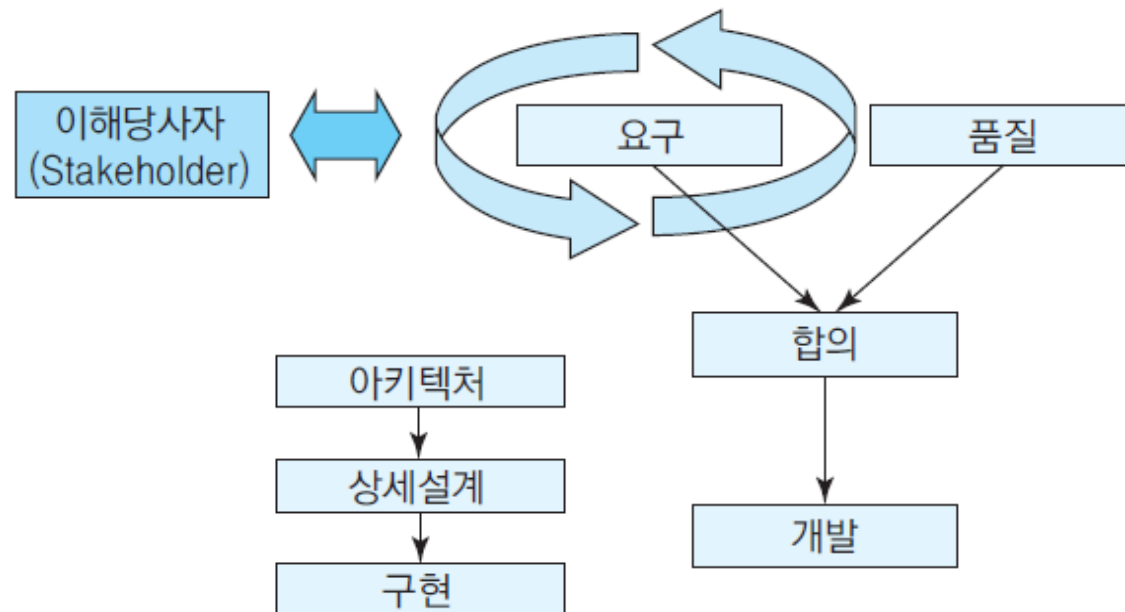 이해당사자
(Stakeholder)
요구
품질
합의
아키텍처
상세설계
개발
구현